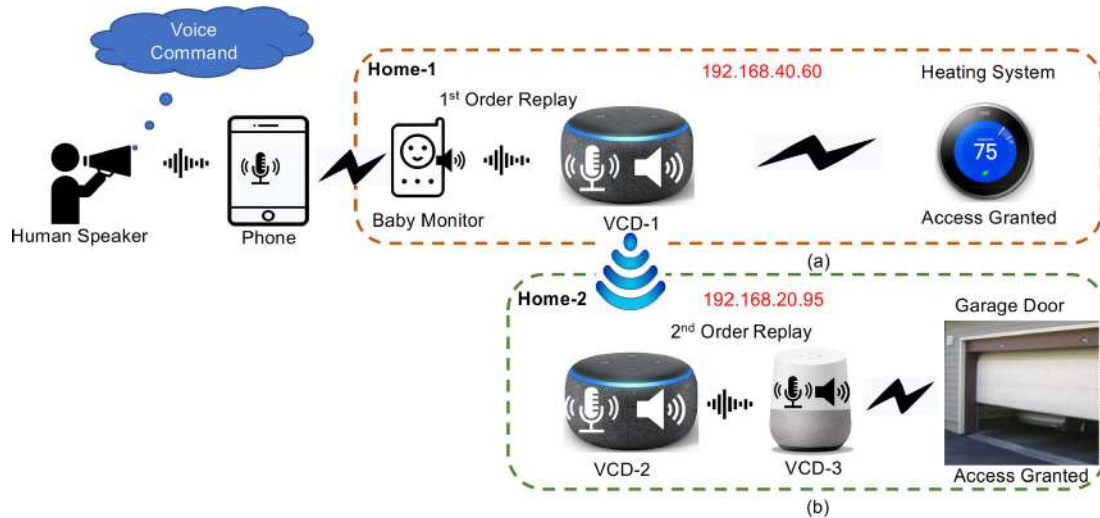 Voice
Command
Home-1
192.168.40.60
Heating System
1st Order Replay
75
Human Speaker
Phone
Baby Monitor
VCD-1
Access Granted
(a)
Home-2
192.168.20.95
Garage Door
2nd Order Replay
VCD-2
VCD-3
Access Granted
(b)